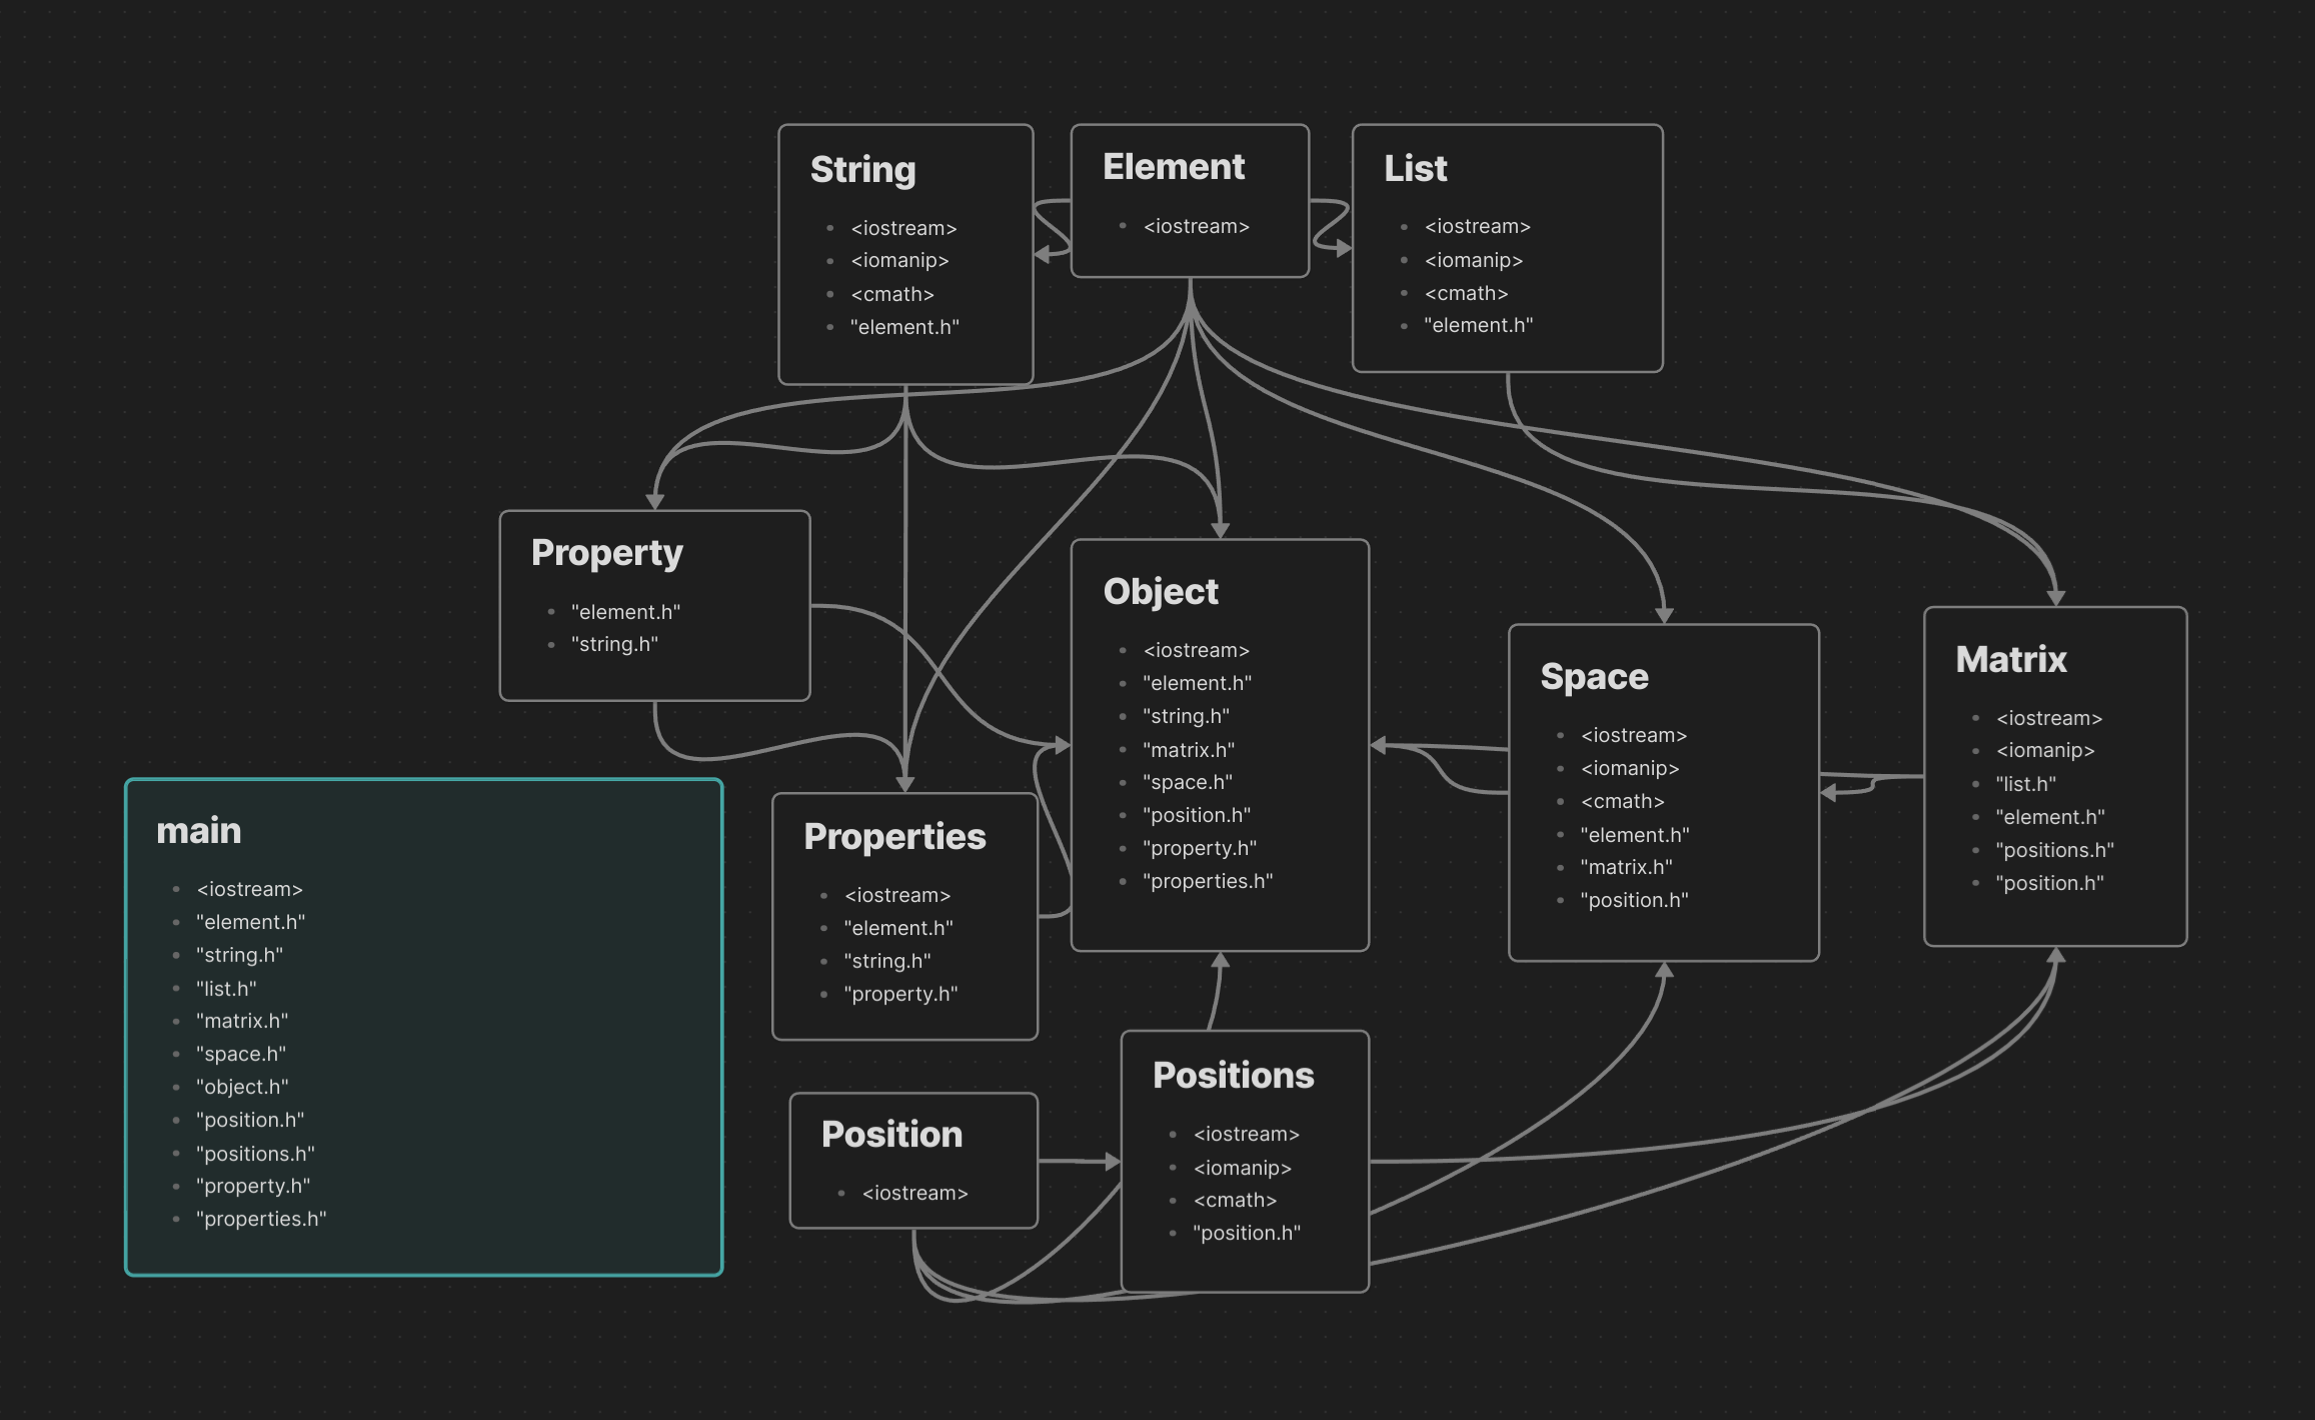 String
<iostream>
<iomanip>
<cmath>
"element.h"
Element
<iostream>
List
<iostream>
<iomanip>
<cmath>
"element.h"
Property
"element.h"
"string.h"
Object
<iostream>
"element.h"
"string.h"
"matrix.h"
"space.h"
"position.h"
"property.h"
"properties.h"
Space
<iostream>
<iomanip>
<cmath>
"element.h"
"matrix.h"
"position.h"
Matrix
<iostream>
<iomanip>
"list.h"
"element.h"
"positions.h"
"position.h"
main
<iostream>
"element.h"
"string.h"
"list.h"
"matrix.h"
"space.h"
"object.h"
"position.h"
"positions.h"
"property.h"
"properties.h"
Properties
<iostream>
"element.h"
"string.h"
"property.h"
Position
<iostream>
Positions
<iostream>
<iomanip>
<cmath>
"position.h"